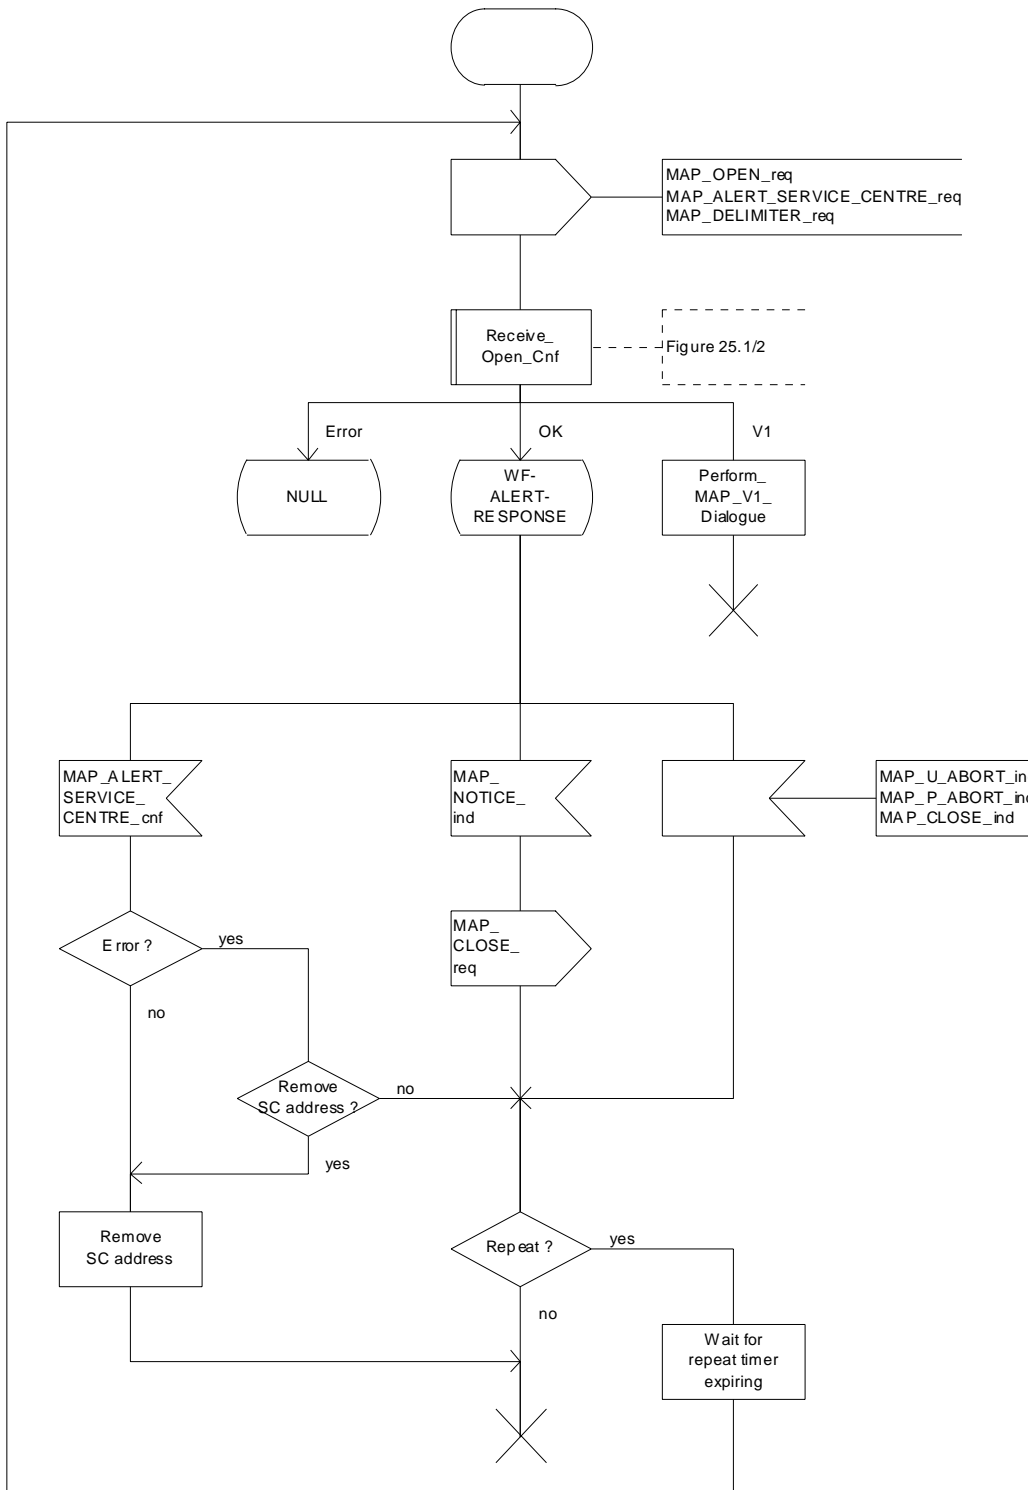 MAP_OPEN_req
MAP_ALERT_SERVICE_CENTRE_req
MAP_DELIMITER_req
Receive_
Open_Cnf
Figure 25.1/2
Error
OK
V1
NULL
WF-
ALERT-
RESPONSE
Perform_
MAP_V1_
Dialogue
MAP_ALERT_
SERVICE_
CENTRE_cnf
MAP_
NOTICE_
ind
MAP_U_ABORT_in
MAP_P_ABORT_ind
MAP_CLOSE_ind
Error ?
yes
no
MAP_
CLOSE_
req
Remove
SC address ?
no
yes
Remove
SC address
Repeat ?
yes
no
Wait for
repeat timer
expiring